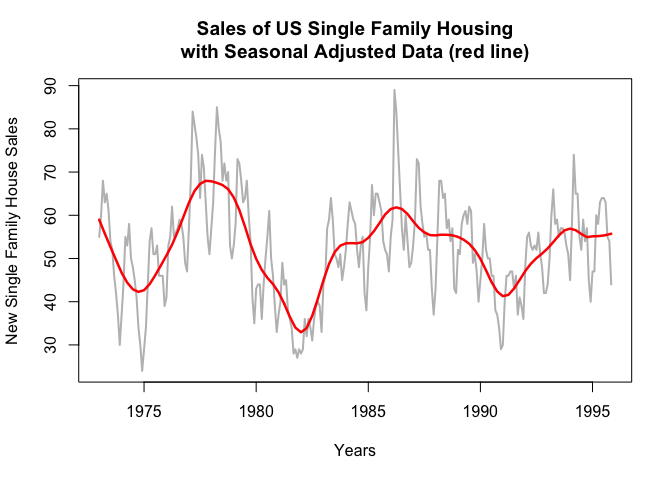 Sales of US Single Family Housing
with Seasonal Adjusted Data (red line)
New Single Family House Sales
90
80
70
60
50
40
30
1975 1980 1985 1990 1995
Years